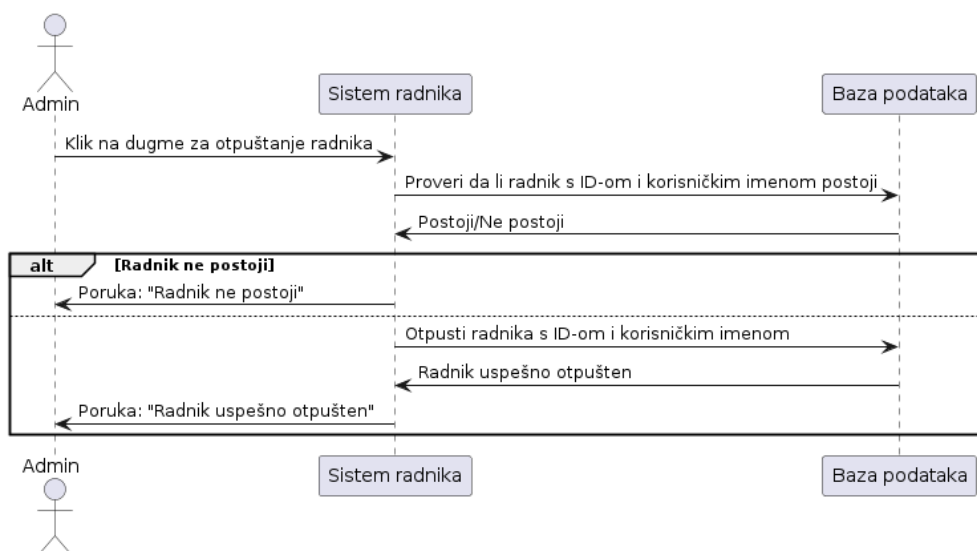 Admin
Sistem radnika
Baza podataka
Klik na dugme za otpuštanje radnika
Proveri da li radnik s ID-om i korisničkim imenom postoji
Postoji/Ne postoji
alt [Radnik ne postoji]
Poruka: "Radnik ne postoji"
Otpusti radnika s ID-om i korisničkim imenom
Radnik uspešno otpušten
Poruka: "Radnik uspešno otpušten"
Admin
Sistem radnika
Baza podataka